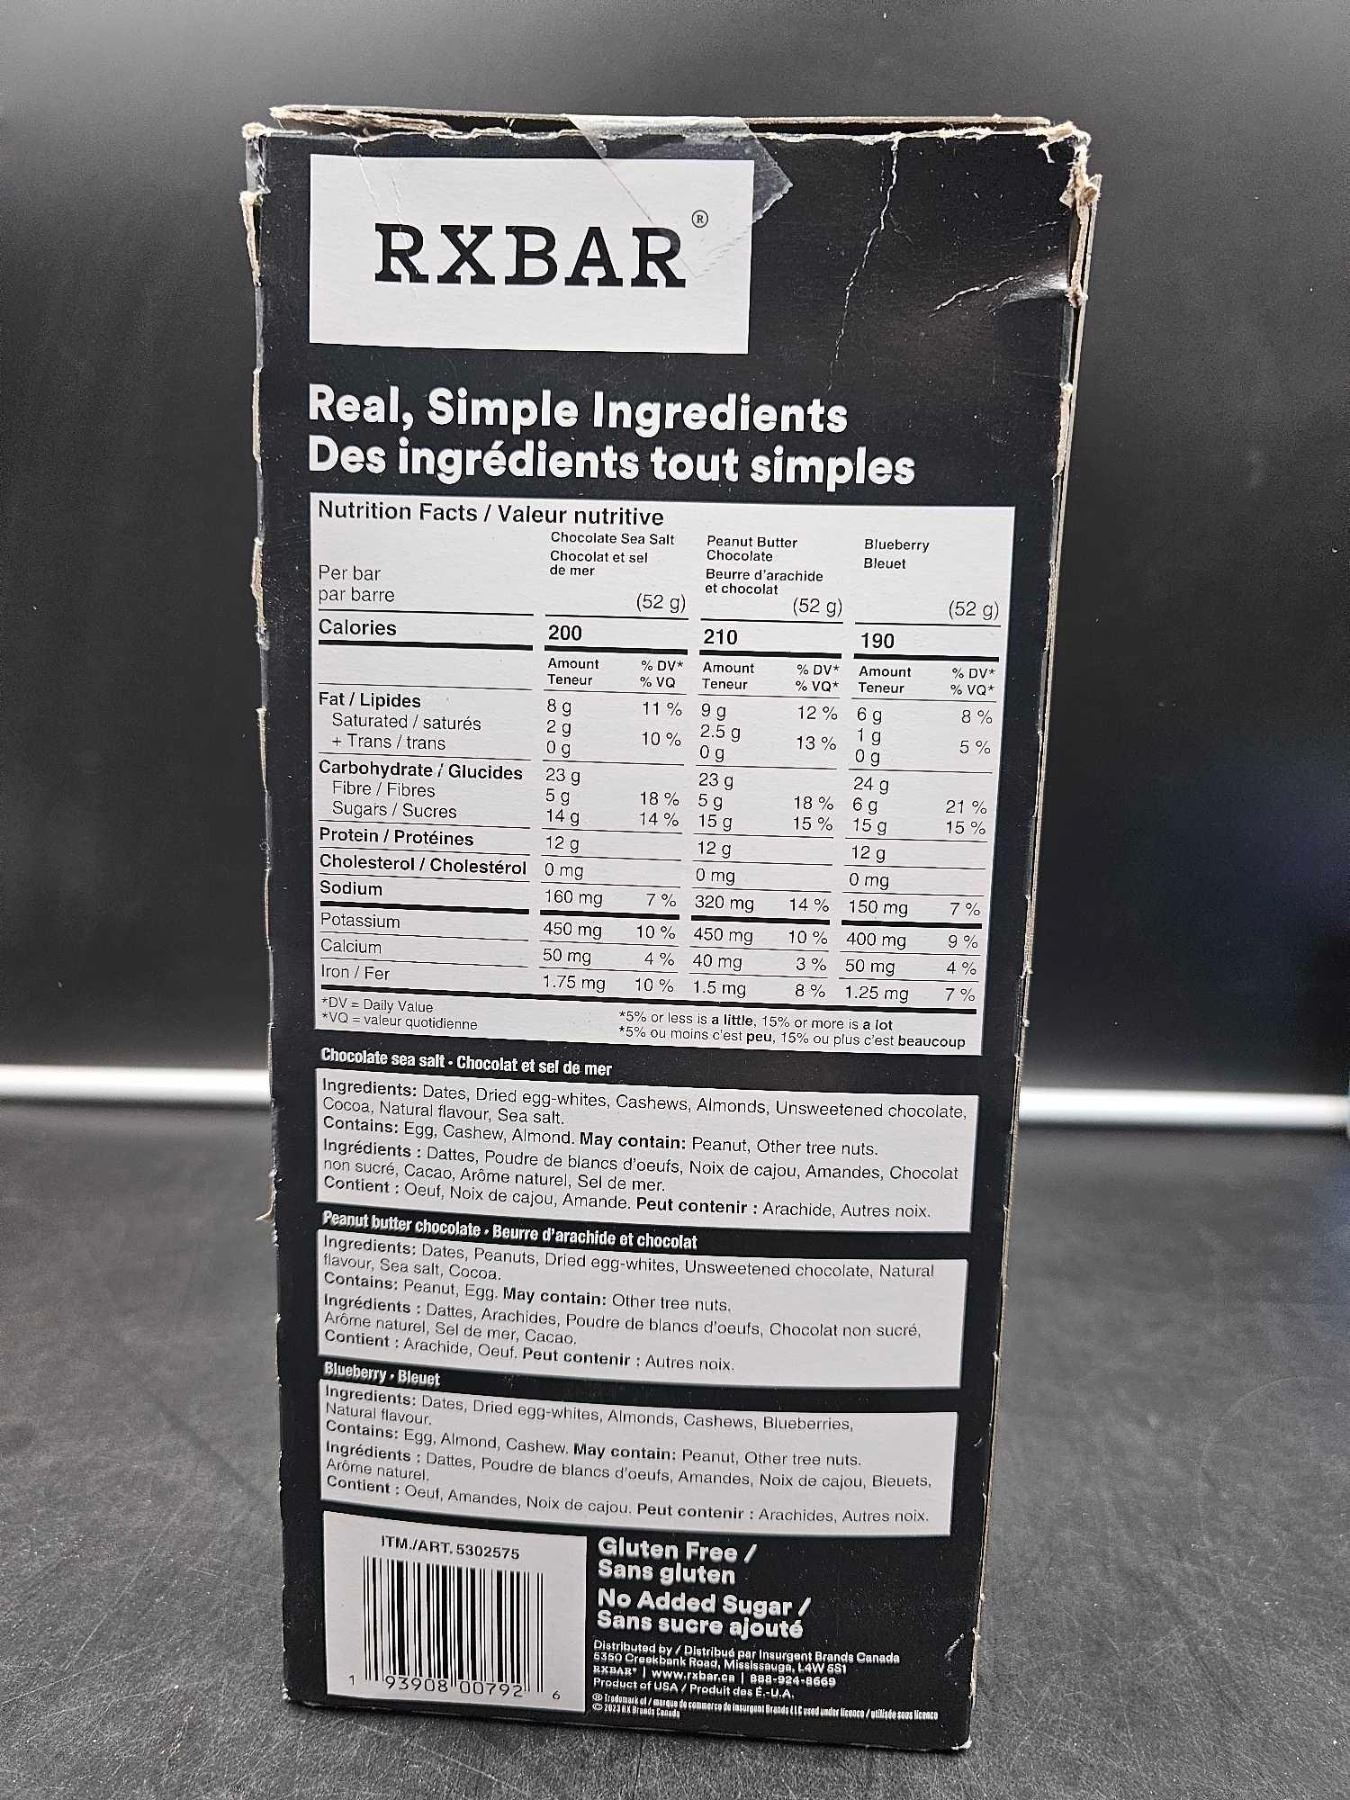 RXBAR®
Real, Simple Ingredients
Des ingrédients tout simples
Nutrition Facts / Valeur nutritive
Per bar
par barre
Chocolate Sea Salt
Chocolat et sel
de mer
(52 g)
Peanut Butter
Chocolate
Beurre d'arachide
et chocolat
(52 g)
Blueberry
Bleuet
(52 g)
Calories 200 210 190
Amount % DV* Amount % DV* Amount % DV*
Teneur % VQ Teneur % VQ* Teneur % VQ*
Fat / Lipides 8 g 11 % 9 g 12 % 6 g 8 %
Saturated / saturés 2 g 2.5 g 1 g
10 % 13 % 5 %
+ Trans / trans 0 g 0 g 0 g
Carbohydrate / Glucides 23 g 23 g 24 g
Fibre / Fibres 5 g 18 % 5 g 18 % 6 g 21 %
Sugars / Sucres 14 g 14 % 15 g 15 % 15 g 15 %
Protein / Protéines 12 g 12 g 12 g
Cholesterol / Cholestérol 0 mg 0 mg 0 mg
Sodium 160 mg 7 % 320 mg 14 % 150 mg 7 %
Potassium 450 mg 10 % 450 mg 10 % 400 mg 9 %
Calcium 50 mg 4 % 40 mg 3 % 50 mg 4 %
Iron / Fer 1.75 mg 10 % 1.5 mg 8 % 1.25 mg 7 %
*DV = Daily Value
*VQ = valeur quotidienne
*5% or less is a little, 15% or more is a lot
*5% ou moins c'est peu, 15% ou plus c'est beaucoup
Chocolate sea salt • Chocolat et sel de mer
Ingredients: Dates, Dried egg-whites, Cashews, Almonds, Unsweetened chocolate,
Cocoa, Natural flavour, Sea salt.
Contains: Egg, Cashew, Almond. May contain: Peanut, Other tree nuts.
Ingrédients : Dattes, Poudre de blancs d'oeufs, Noix de cajou, Amandes, Chocolat
non sucré, Cacao, Arôme naturel, Sel de mer.
Contient : Oeuf, Noix de cajou, Amande. Peut contenir : Arachide, Autres noix.
Peanut butter chocolate • Beurre d'arachide et chocolat
Ingredients: Dates, Peanuts, Dried egg-whites, Unsweetened chocolate, Natural
flavour, Sea salt, Cocoa.
Contains: Peanut, Egg. May contain: Other tree nuts.
Ingrédients : Dattes, Arachides, Poudre de blancs d'oeufs, Chocolat non sucré,
Arôme naturel, Sel de mer, Cacao.
Contient : Arachide, Oeuf. Peut contenir : Autres noix.
Blueberry • Bleuet
Ingredients: Dates, Dried egg-whites, Almonds, Cashews, Blueberries,
Natural flavour.
Contains: Egg, Almond, Cashew. May contain: Peanut, Other tree nuts.
Ingrédients : Dattes, Poudre de blancs d'oeufs, Amandes, Noix de cajou, Bleuets,
Arôme naturel.
Contient : Oeuf, Amandes, Noix de cajou. Peut contenir : Arachides, Autres noix.
ITM./ART. 5302575
1 93908 00792 6
Gluten Free /
Sans gluten
No Added Sugar /
Sans sucre ajouté
Distributed by / Distribué par Insurgent Brands Canada
5350 Creekbank Road, Mississauga, L4W 5S1
RXBAR® | www.rxbar.ca | 888-924-8669
Product of USA / Produit des É.-U.A.
® Trademark of / marque de commerce de Insurgent Brands LLC used under licence / utilisée sous licence
© 2023 RX Brands Canada